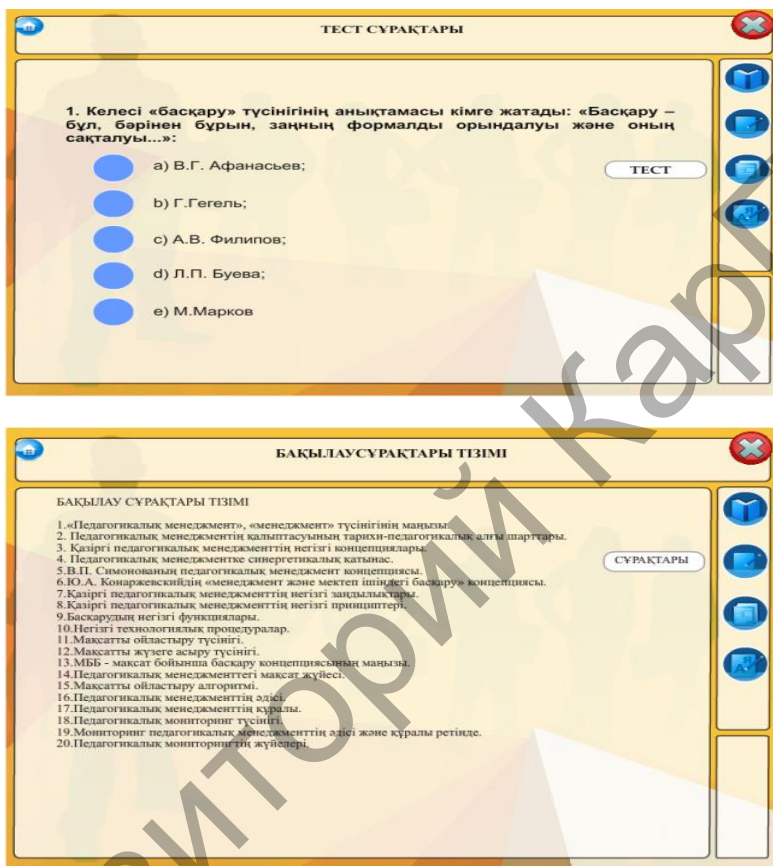 ТЕСТ СҰРАҚТАРЫ
1. Келесі «басқару» түсінігінің анықтамасы кімге жатады: «Басқару –
бұл, бәрінен бұрын, заңның формалды орындалуы және оның
сақталуы...»:
a) В.Г. Афанасьев;
ТЕСТ
b) Г.Гегель;
c) А.В. Филипов;
d) Л.П. Буева;
e) М.Марков
БАҚЫЛАУСҰРАҚТАРЫ ТІЗІМІ
БАҚЫЛАУ СҰРАҚТАРЫ ТІЗІМІ
1.«Педагогикалық менеджмент», «менеджмент» түсінігінің маңызы.
2. Педагогикалық менеджментің қалыптасуының тарихи-педагогикалық алғы шарттары.
3. Қазіргі педагогикалық менеджменттің негізгі концепциялары.
4. Педагогикалық менеджментке синергетикалық қатынас.
СҰРАҚТАРЫ
5.В.П. Симонованың педагогикалық менеджмент концепциясы.
6.Ю.А. Конаржевскийдің «менеджмент және мектеп ішіндегі басқару» концепциясы.
7.Қазіргі педагогикалық менеджменттің негізгі заңдылықтары.
8.Қазіргі педагогикалық менеджменттің негізгі принциптері.
9.Басқарудың негізгі функциялары.
10.Негізгі технологиялық процедуралар.
11.Мақсатты ойластыру түсінігі.
12.Мақсатты жүзеге асыру түсінігі.
13.МББ - мақсат бойынша басқару концепциясының маңызы.
14.Педагогикалық менеджменттегі мақсат жүйесі.
15.Мақсатты ойластыру алгоритмі.
16.Педагогикалық менеджменттің әдісі.
17.Педагогикалық менеджменттің құралы.
18.Педагогикалық мониторинг түсінігі.
19.Мониторинг педагогикалық менеджменттің әдісі және құралы ретінде.
20.Педагогикалық мониторингтің жүйелері.